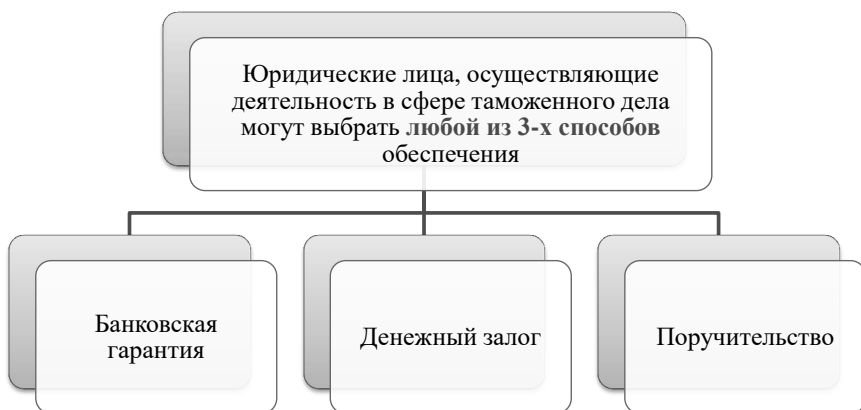 Юридические лица, осуществляющие
деятельность в сфере таможенного дела
могут выбрать любой из 3-х способов
обеспечения
Банковская
гарантия
Денежный залог
Поручительство